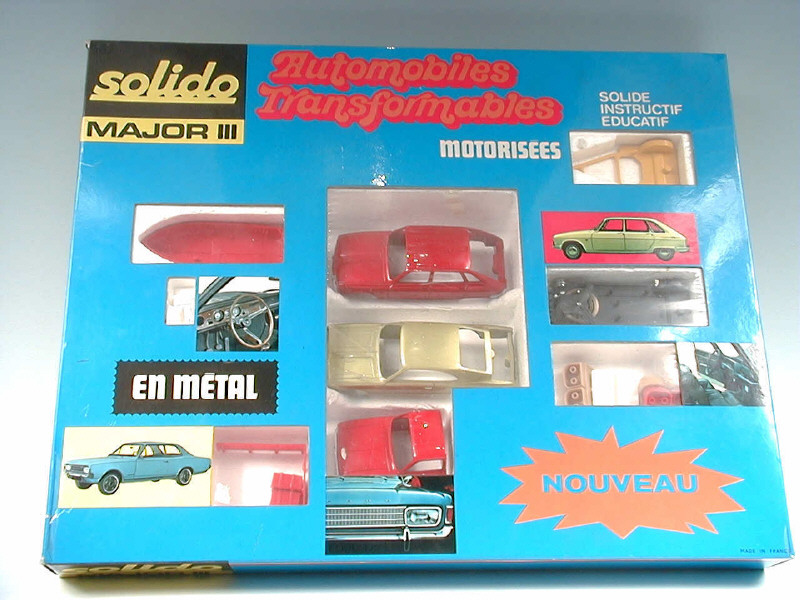 solido
MAJOR III
Automobiles
Transformables
MOTORISEES
SOLIDE
INSTRUCTIF
EDUCATIF
EN MÉTAL
NOUVEAU
MADE IN FRANCE
solido